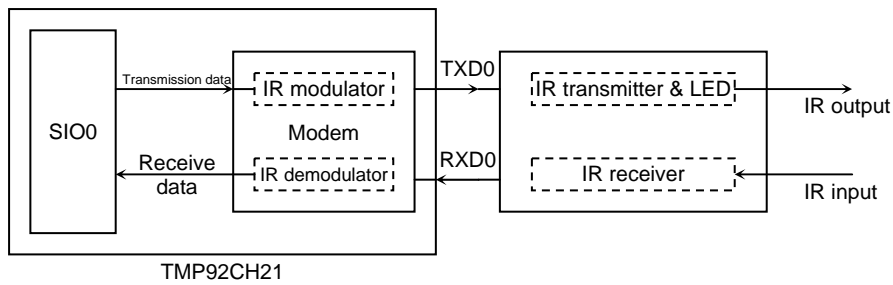 Transmission data
IR modulator
TXD0
IR transmitter & LED
IR output
SIO0
Modem
Receive
data
IR demodulator
RXD0
IR receiver
IR input
TMP92CH21